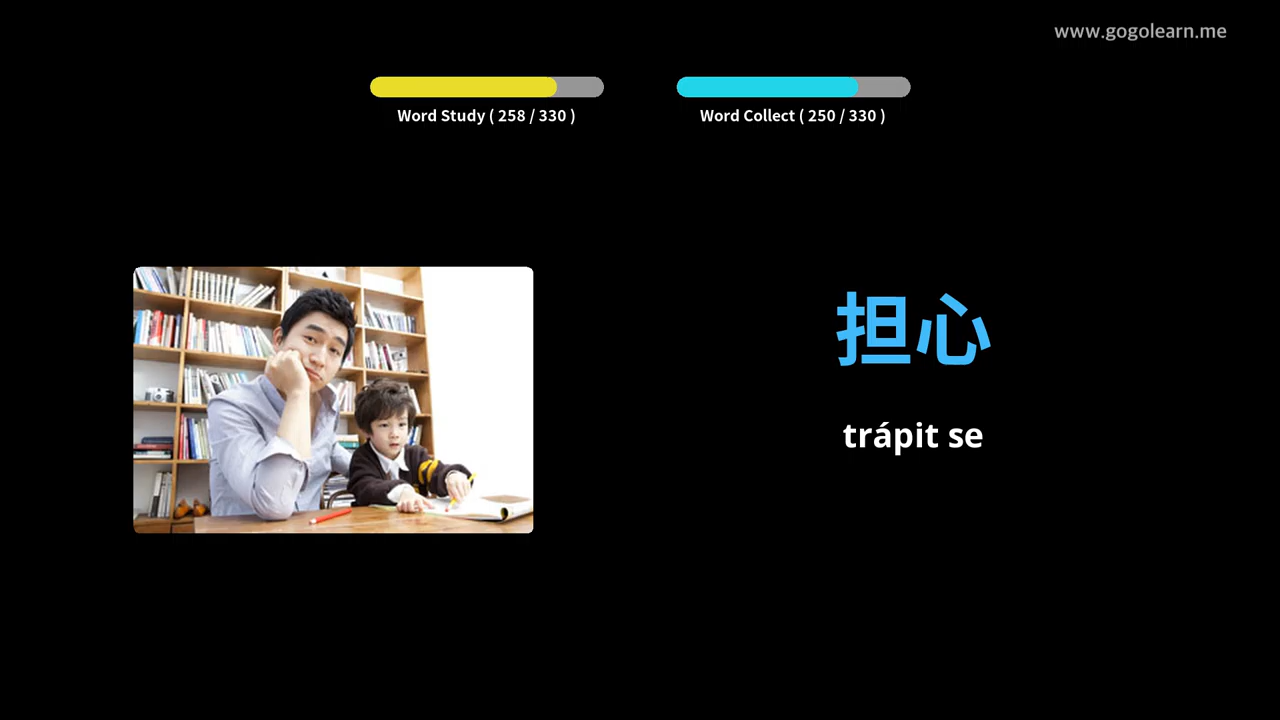 www.gogolearn.me
Word Study ( 258 / 330 )
Word Collect ( 250 / 330 )
担心
trápit se